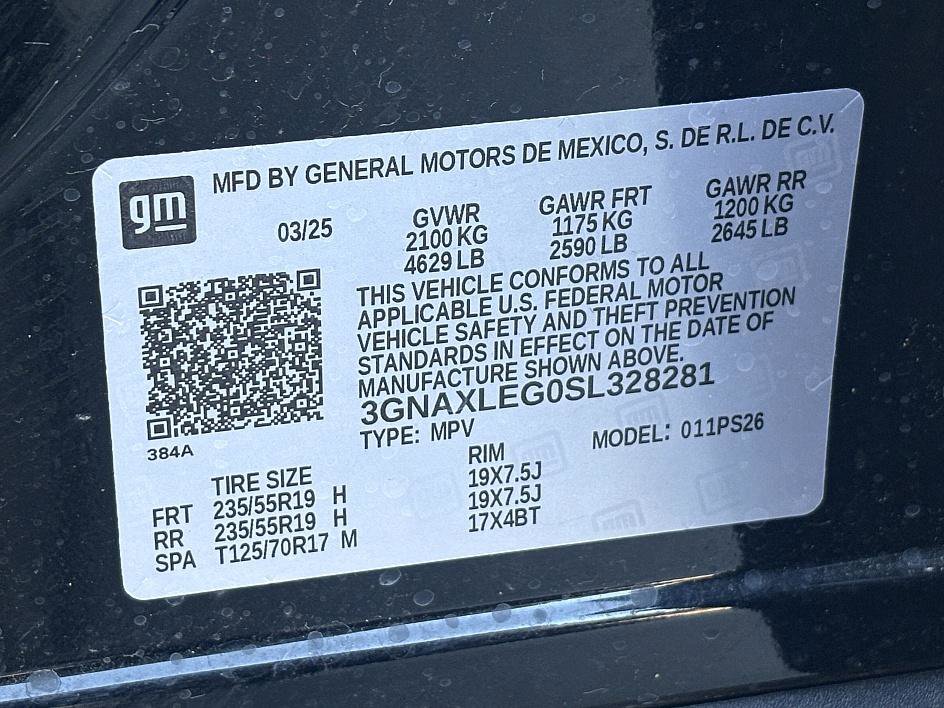 gm
MFD BY GENERAL MOTORS DE MEXICO, S. DE R.L. DE C.V.
03/25
GVWR
2100 KG
4629 LB
GAWR FRT
1175 KG
2590 LB
GAWR RR
1200 KG
2645 LB
THIS VEHICLE CONFORMS TO ALL
APPLICABLE U.S. FEDERAL MOTOR
VEHICLE SAFETY AND THEFT PREVENTION
STANDARDS IN EFFECT ON THE DATE OF
MANUFACTURE SHOWN ABOVE.
3GNAXLEG0SL328281
TYPE: MPV
MODEL: 011PS26
384A
TIRE SIZE RIM
FRT 235/55R19 H 19X7.5J
RR 235/55R19 H 19X7.5J
SPA T125/70R17 M 17X4BT